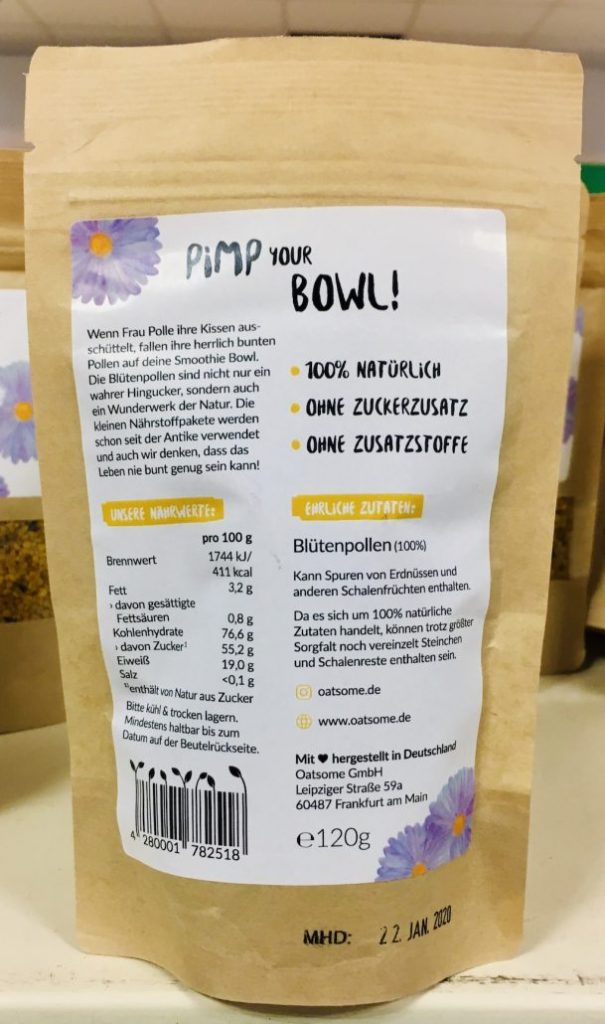 PiMP YOUR
BOWL!
Wenn Frau Polle ihre Kissen aus-
schüttelt, fallen ihre herrlich bunten
Pollen auf deine Smoothie Bowl.
Die Blütenpollen sind nicht nur ein
wahrer Hingucker, sondern auch
ein Wunderwerk der Natur. Die
kleinen Nährstoffpakete werden
schon seit der Antike verwendet
und auch wir denken, dass das
Leben nie bunt genug sein kann!
• 100% NATÜRLICH
• OHNE ZUCKERZUSATZ
• OHNE ZUSATZSTOFFE
UNSERE NÄHRWERTE:
pro 100 g
Brennwert 1744 kJ/
411 kcal
Fett 3,2 g
› davon gesättigte
Fettsäuren 0,8 g
Kohlenhydrate 76,6 g
› davon Zucker¹ 55,2 g
Eiweiß 19,0 g
Salz <0,1 g
¹⁾enthält von Natur aus Zucker
Bitte kühl & trocken lagern.
Mindestens haltbar bis zum
Datum auf der Beutelrückseite.
4 280001 782518
EHRLICHE ZUTATEN:
Blütenpollen (100%)
Kann Spuren von Erdnüssen und
anderen Schalenfrüchten enthalten.
Da es sich um 100% natürliche
Zutaten handelt, können trotz größter
Sorgfalt noch vereinzelt Steinchen
und Schalenreste enthalten sein.
oatsome.de
www.oatsome.de
Mit ♥ hergestellt in Deutschland
Oatsome GmbH
Leipziger Straße 59a
60487 Frankfurt am Main
℮120g
MHD: 22. JAN. 2020